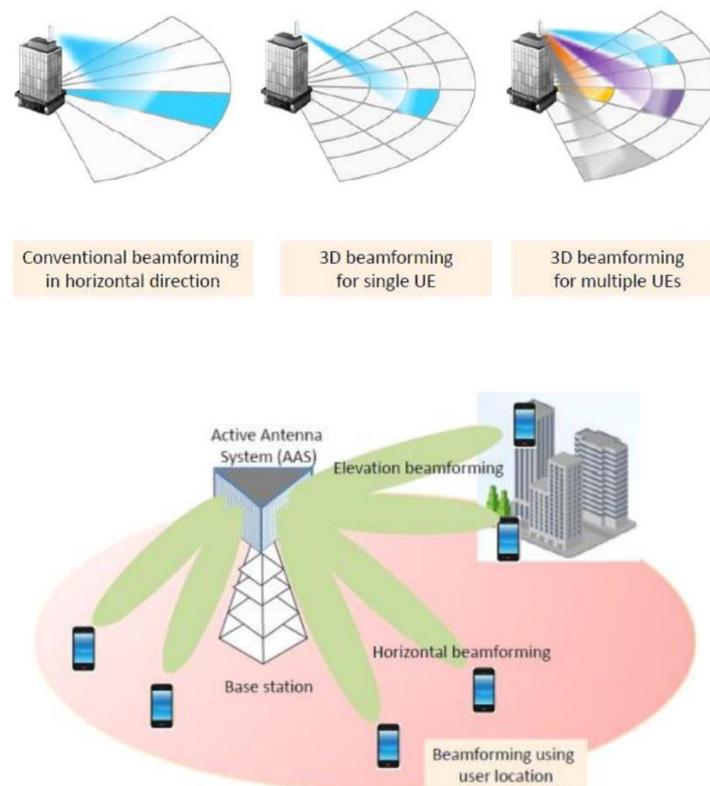 Conventional beamforming
in horizontal direction
3D beamforming
for single UE
3D beamforming
for multiple UEs
Active Antenna
System (AAS)
Elevation beamforming
Horizontal beamforming
Base station
Beamforming using
user location